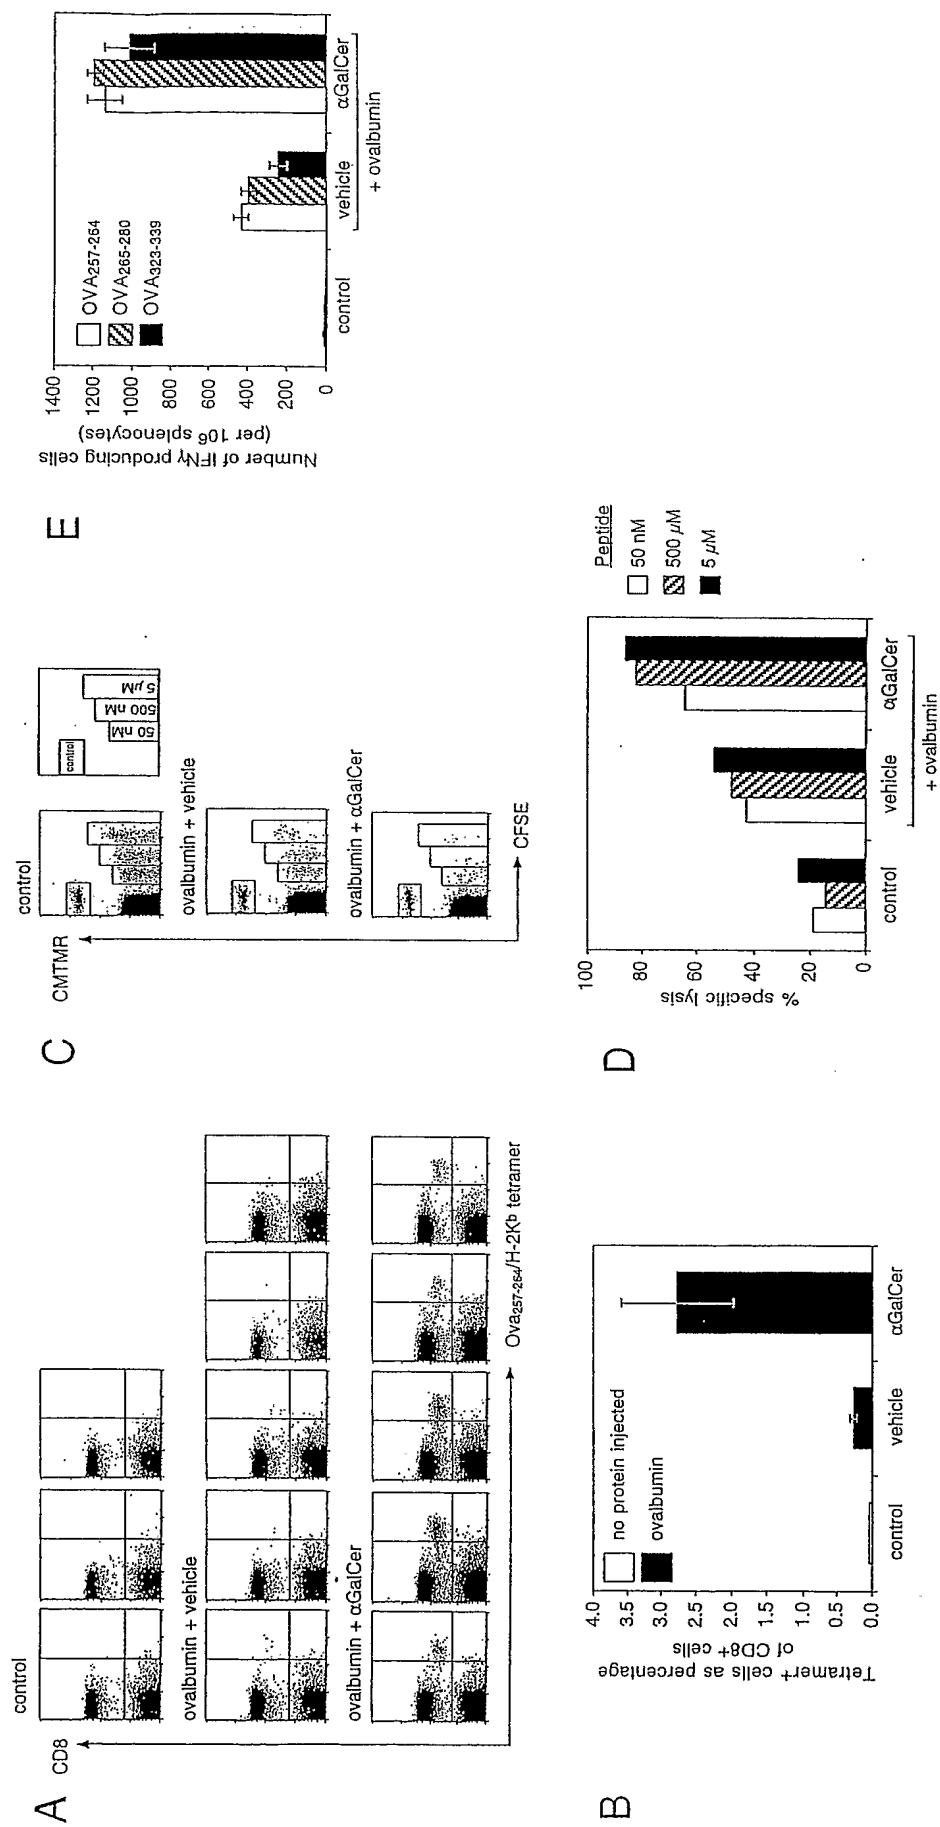 A
CD8
control
ovalbumin + vehicle
ovalbumin + αGalCer
Ova257-264/H-2Kb tetramer
B
Tetramer+ cells as percentage
of CD8+ cells
4.0
3.5
3.0
2.5
2.0
1.5
1.0
0.5
0.0
no protein injected
ovalbumin
control
vehicle
αGalCer
C
CMTMR
control
control
50 nM
500 nM
5 µM
ovalbumin + vehicle
ovalbumin + αGalCer
CFSE
D
% specific lysis
100
80
60
40
20
0
control
vehicle
αGalCer
+ ovalbumin
Peptide
50 nM
500 µM
5 µM
E
Number of IFNγ producing cells
(per 10⁶ splenocytes)
1400
1200
1000
800
600
400
200
0
OVA257-264
OVA265-280
OVA323-339
control
vehicle
αGalCer
+ ovalbumin